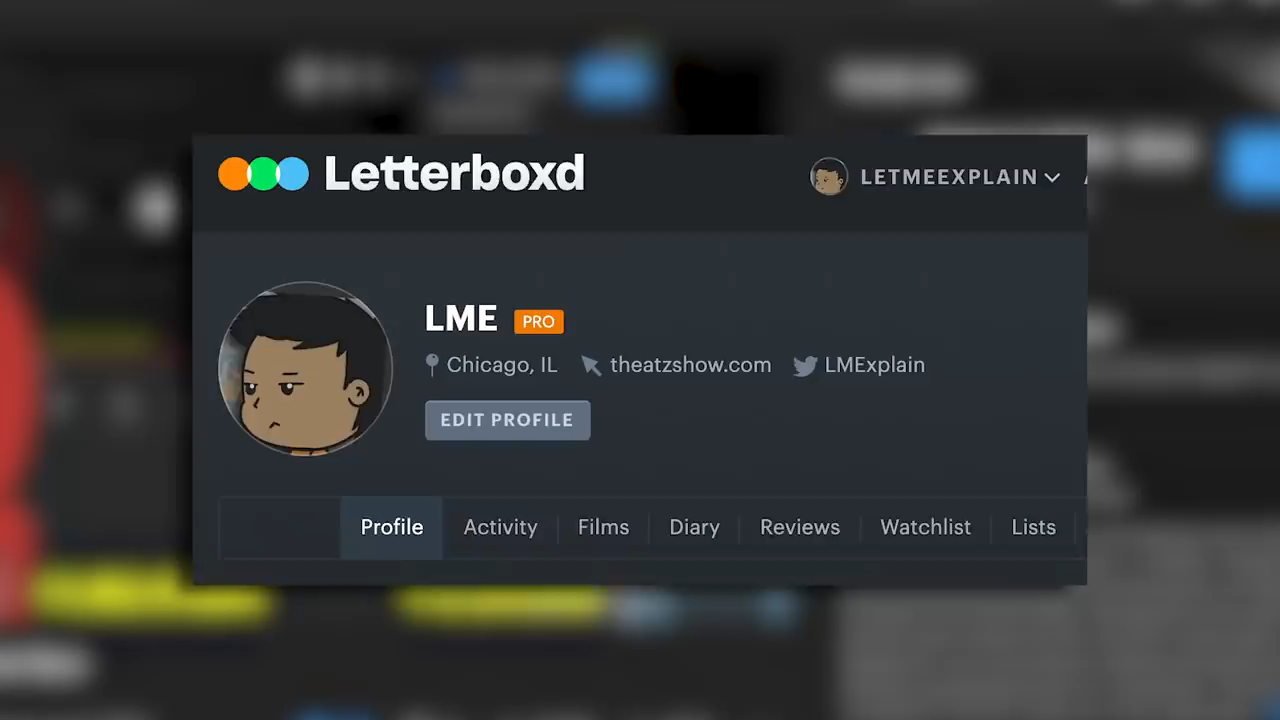 Letterboxd
LETMEEXPLAIN
LME PRO
Chicago, IL theatzshow.com LMExplain
EDIT PROFILE
Profile Activity Films Diary Reviews Watchlist Lists